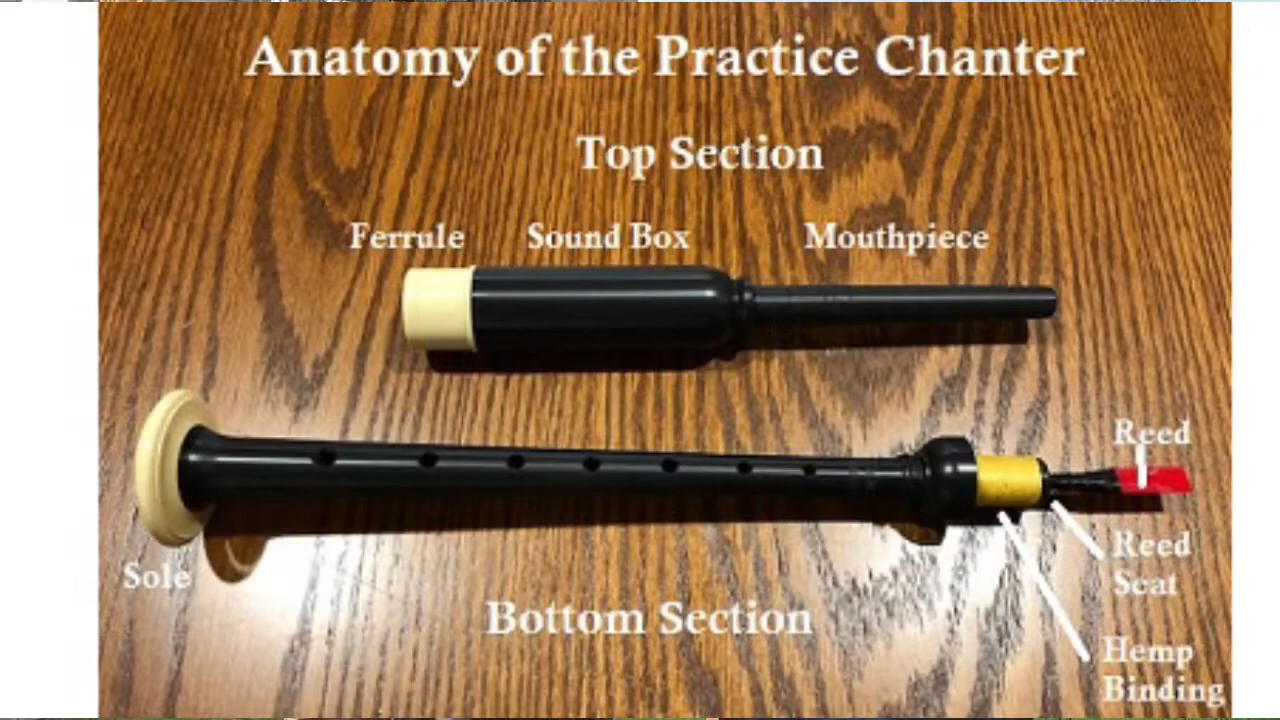 Anatomy of the Practice Chanter
Top Section
Ferrule Sound Box Mouthpiece
Reed
Reed
Seat
Sole
Bottom Section
Hemp
Binding